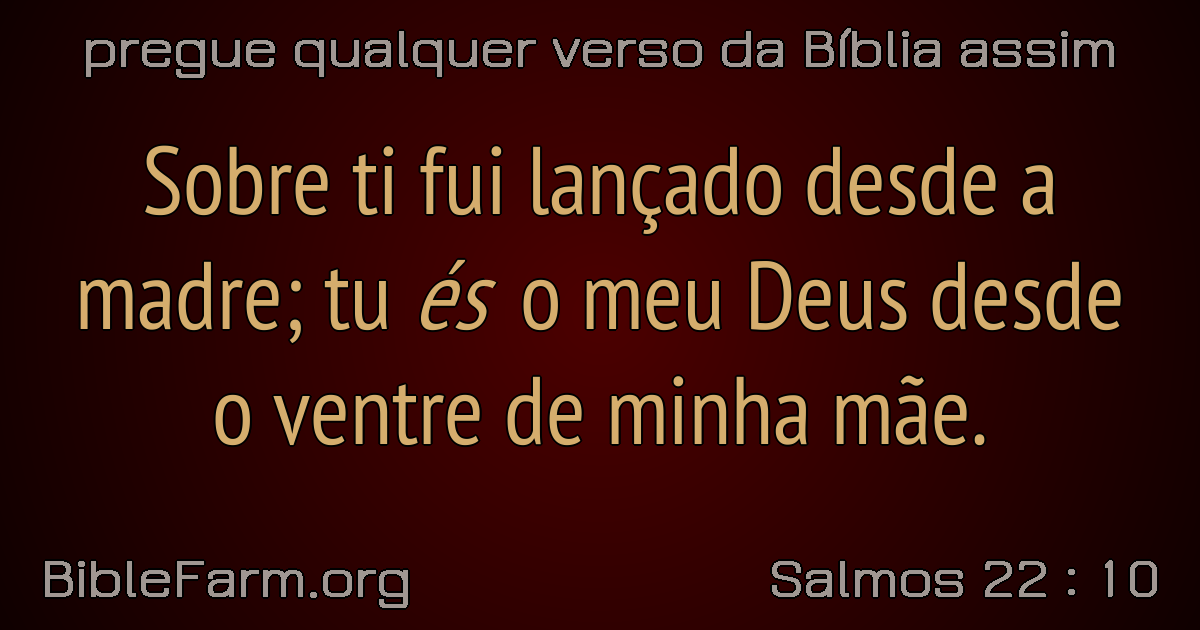 pregue qualquer verso da Bíblia assim
Sobre ti fui lançado desde a
madre; tu és o meu Deus desde
o ventre de minha mãe.
BibleFarm.org
Salmos 22 : 10